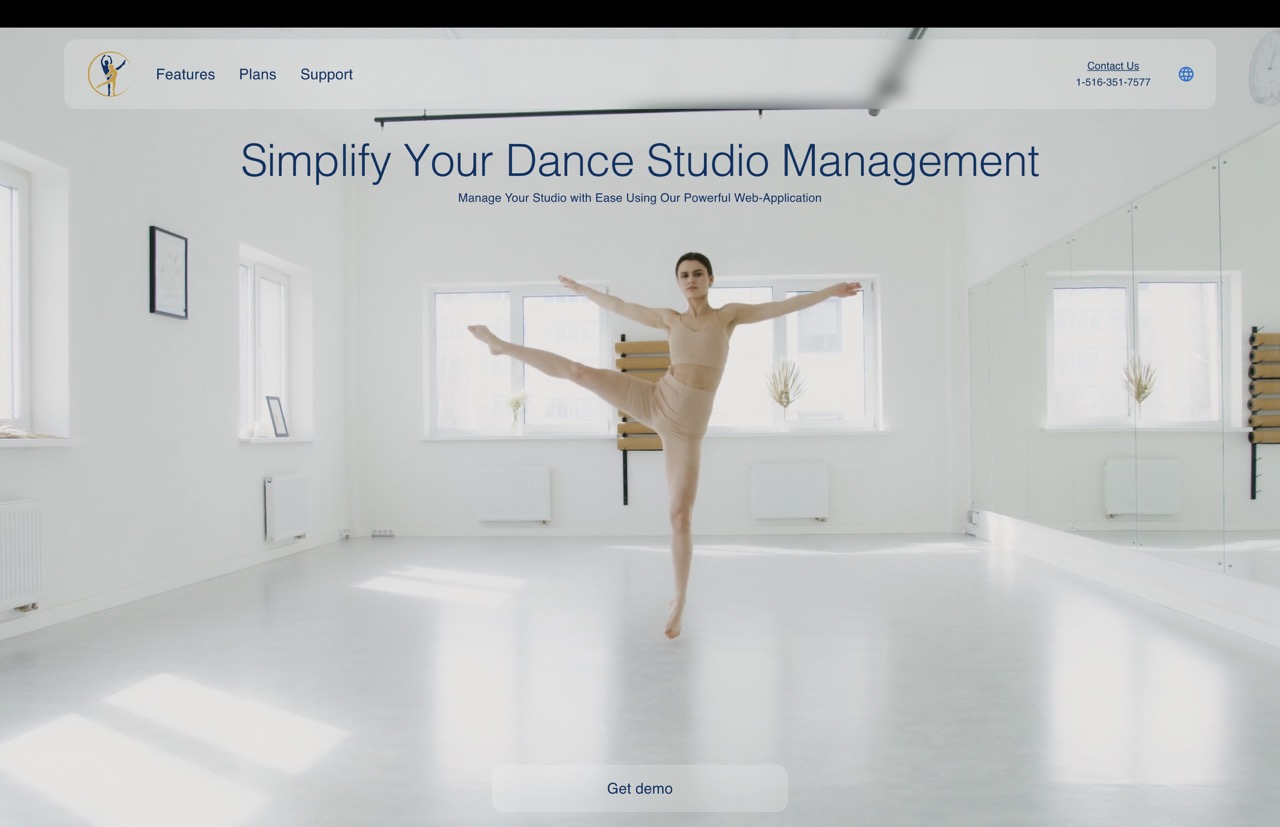 Features Plans Support
Contact Us
1-516-351-7577
Simplify Your Dance Studio Management
Manage Your Studio with Ease Using Our Powerful Web-Application
Get demo